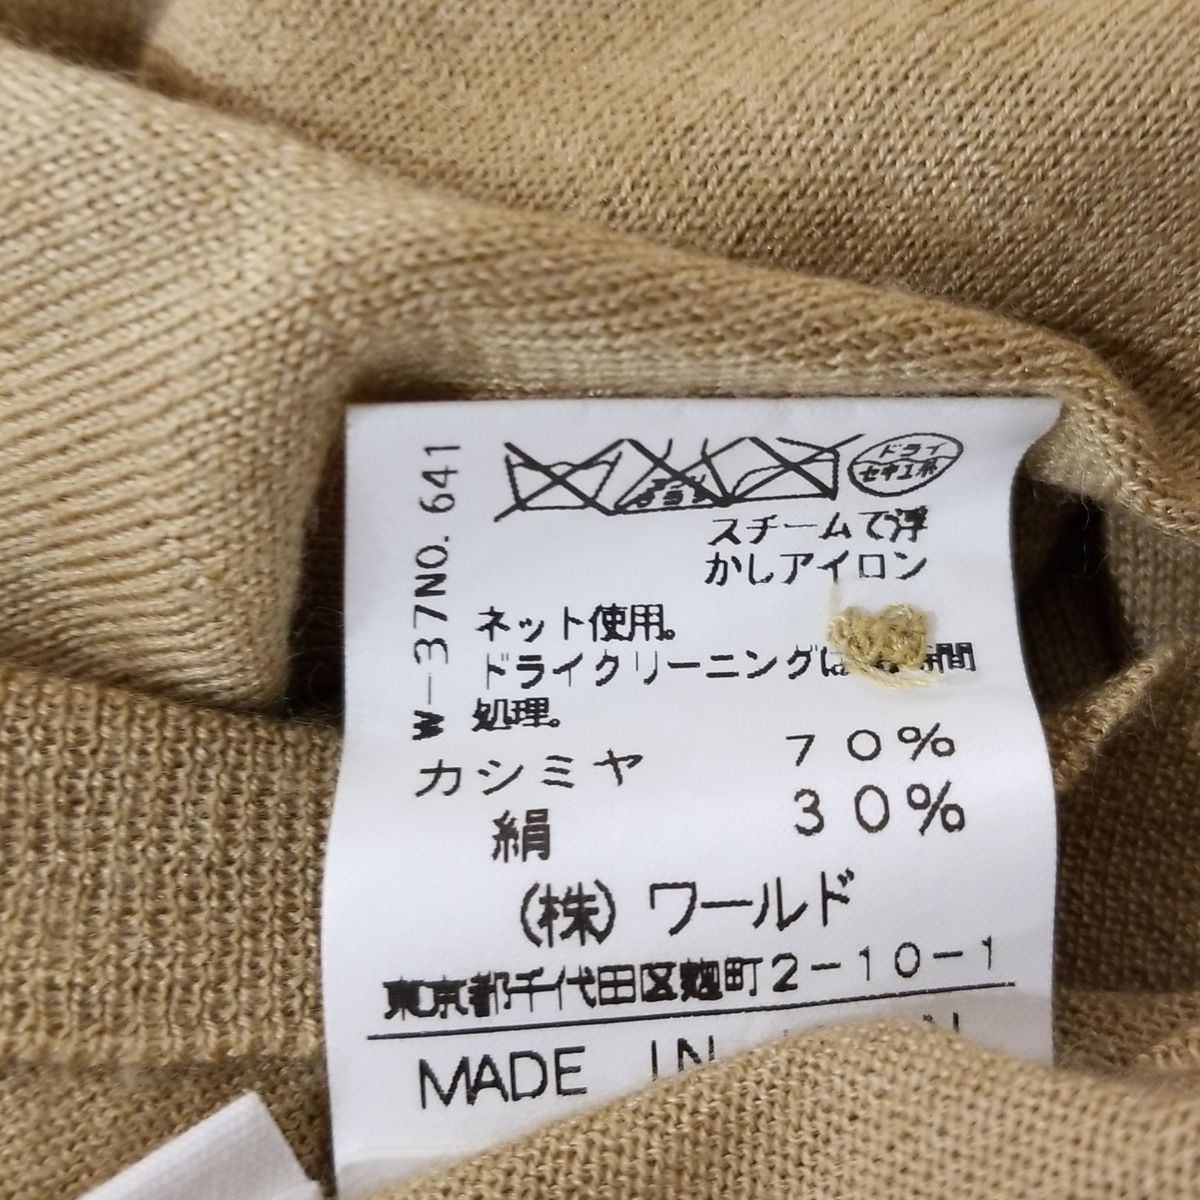 W-37NO. 641
ドライ
セキユ系
スチームで浮
かしアイロン
ネット使用。
ドライクリーニングは 時間
処理。
カシミヤ 70%
絹 30%
(株) ワールド
東京都千代田区麹町2-10-1
MADE IN